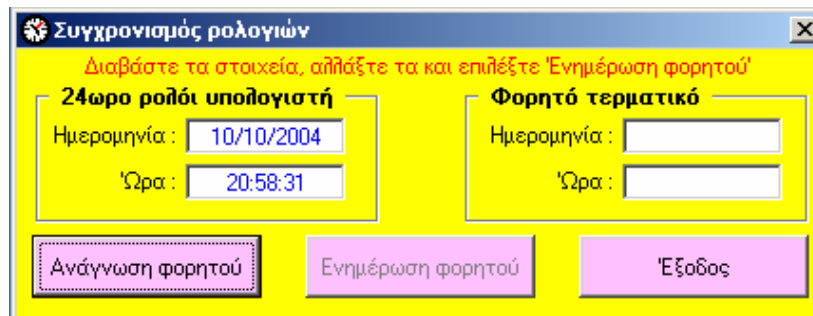 Συγχρονισμός ρολογιών
Διαβάστε τα στοιχεία, αλλάξτε τα και επιλέξτε 'Ενημέρωση φορητού'
24ωρο ρολόι υπολογιστή
Ημερομηνία : 10/10/2004
Ώρα : 20:58:31
Φορητό τερματικό
Ημερομηνία :
Ώρα :
Ανάγνωση φορητού
Ενημέρωση φορητού
Έξοδος